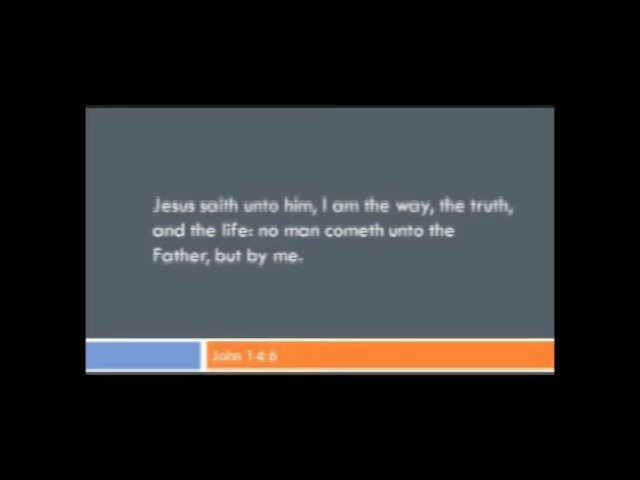 Jesus saith unto him, I am the way, the truth,
and the life: no man cometh unto the
Father, but by me.
John 14:6